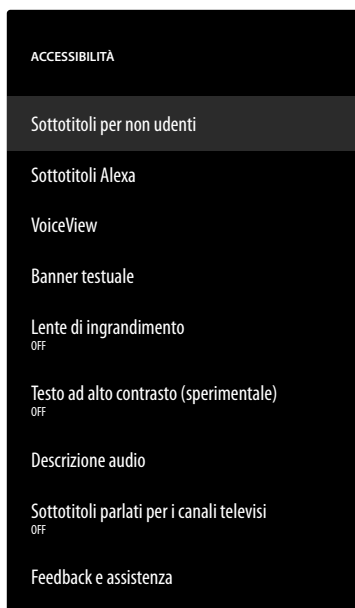 ACCESSIBILITÀ
Sottotitoli per non udenti
Sottotitoli Alexa
VoiceView
Banner testuale
Lente di ingrandimento
OFF
Testo ad alto contrasto (sperimentale)
OFF
Descrizione audio
Sottotitoli parlati per i canali televisi
OFF
Feedback e assistenza